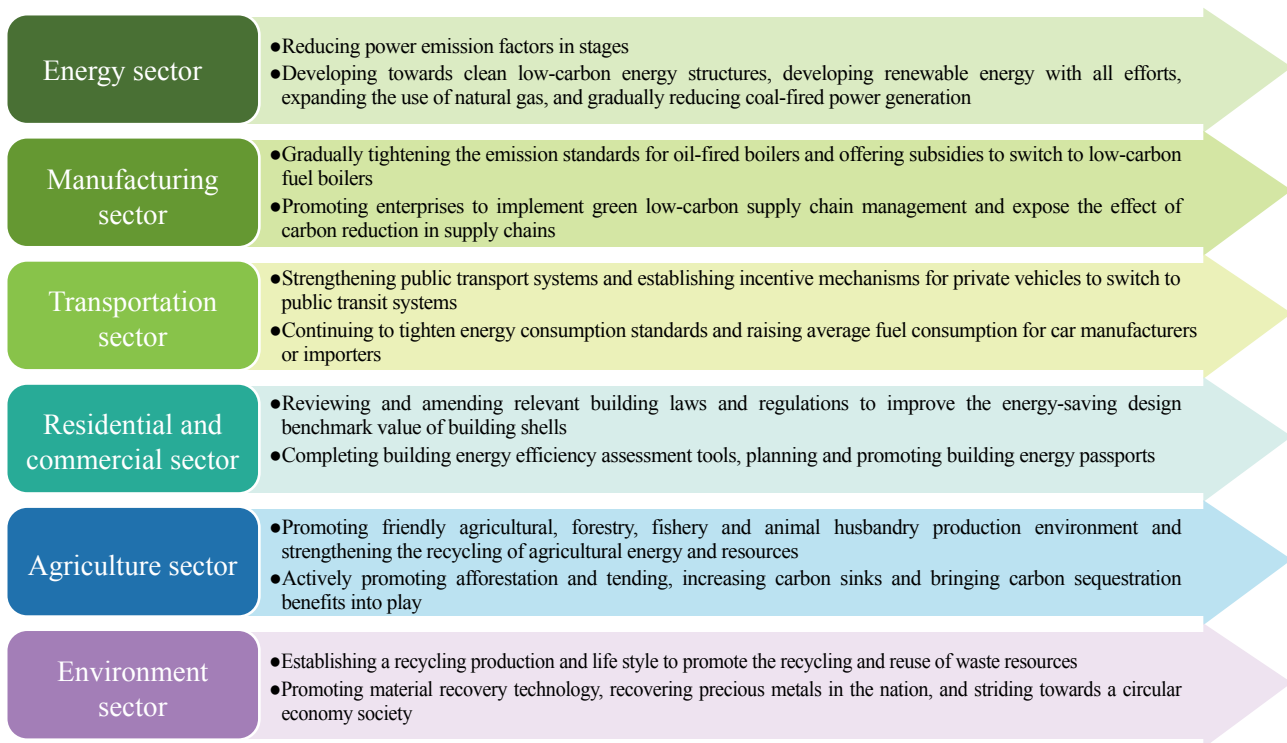 Energy sector
●Reducing power emission factors in stages
●Developing towards clean low-carbon energy structures, developing renewable energy with all efforts,
expanding the use of natural gas, and gradually reducing coal-fired power generation
Manufacturing
sector
●Gradually tightening the emission standards for oil-fired boilers and offering subsidies to switch to low-carbon
fuel boilers
●Promoting enterprises to implement green low-carbon supply chain management and expose the effect of
carbon reduction in supply chains
Transportation
sector
●Strengthening public transport systems and establishing incentive mechanisms for private vehicles to switch to
public transit systems
●Continuing to tighten energy consumption standards and raising average fuel consumption for car manufacturers
or importers
Residential and
commercial sector
●Reviewing and amending relevant building laws and regulations to improve the energy-saving design
benchmark value of building shells
●Completing building energy efficiency assessment tools, planning and promoting building energy passports
Agriculture sector
●Promoting friendly agricultural, forestry, fishery and animal husbandry production environment and
strengthening the recycling of agricultural energy and resources
●Actively promoting afforestation and tending, increasing carbon sinks and bringing carbon sequestration
benefits into play
Environment
sector
●Establishing a recycling production and life style to promote the recycling and reuse of waste resources
●Promoting material recovery technology, recovering precious metals in the nation, and striding towards a circular
economy society